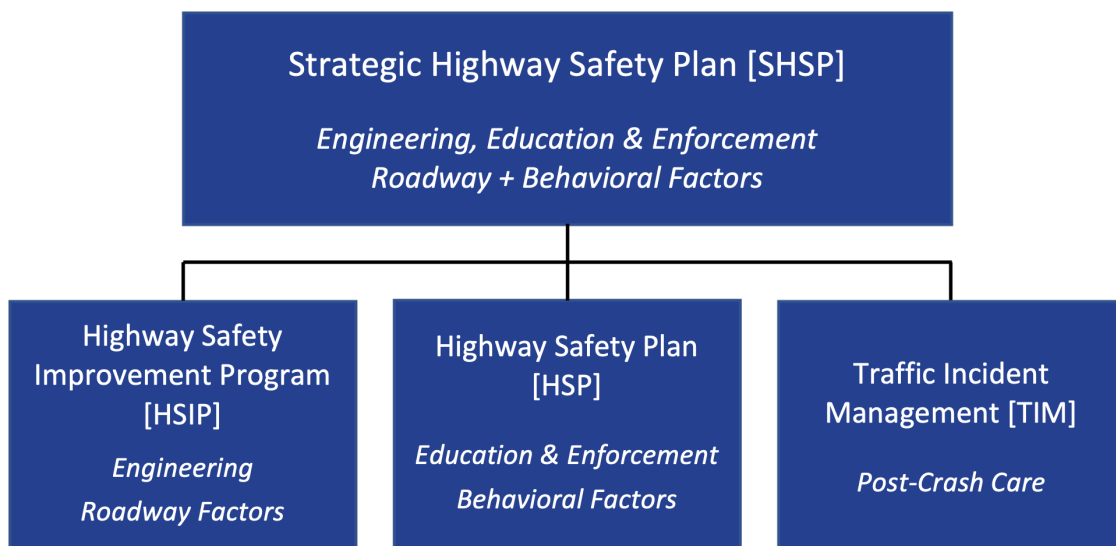 Strategic Highway Safety Plan [SHSP]
Engineering, Education & Enforcement
Roadway + Behavioral Factors
Highway Safety
Improvement Program
[HSIP]
Engineering
Roadway Factors
Highway Safety Plan
[HSP]
Education & Enforcement
Behavioral Factors
Traffic Incident
Management [TIM]
Post-Crash Care